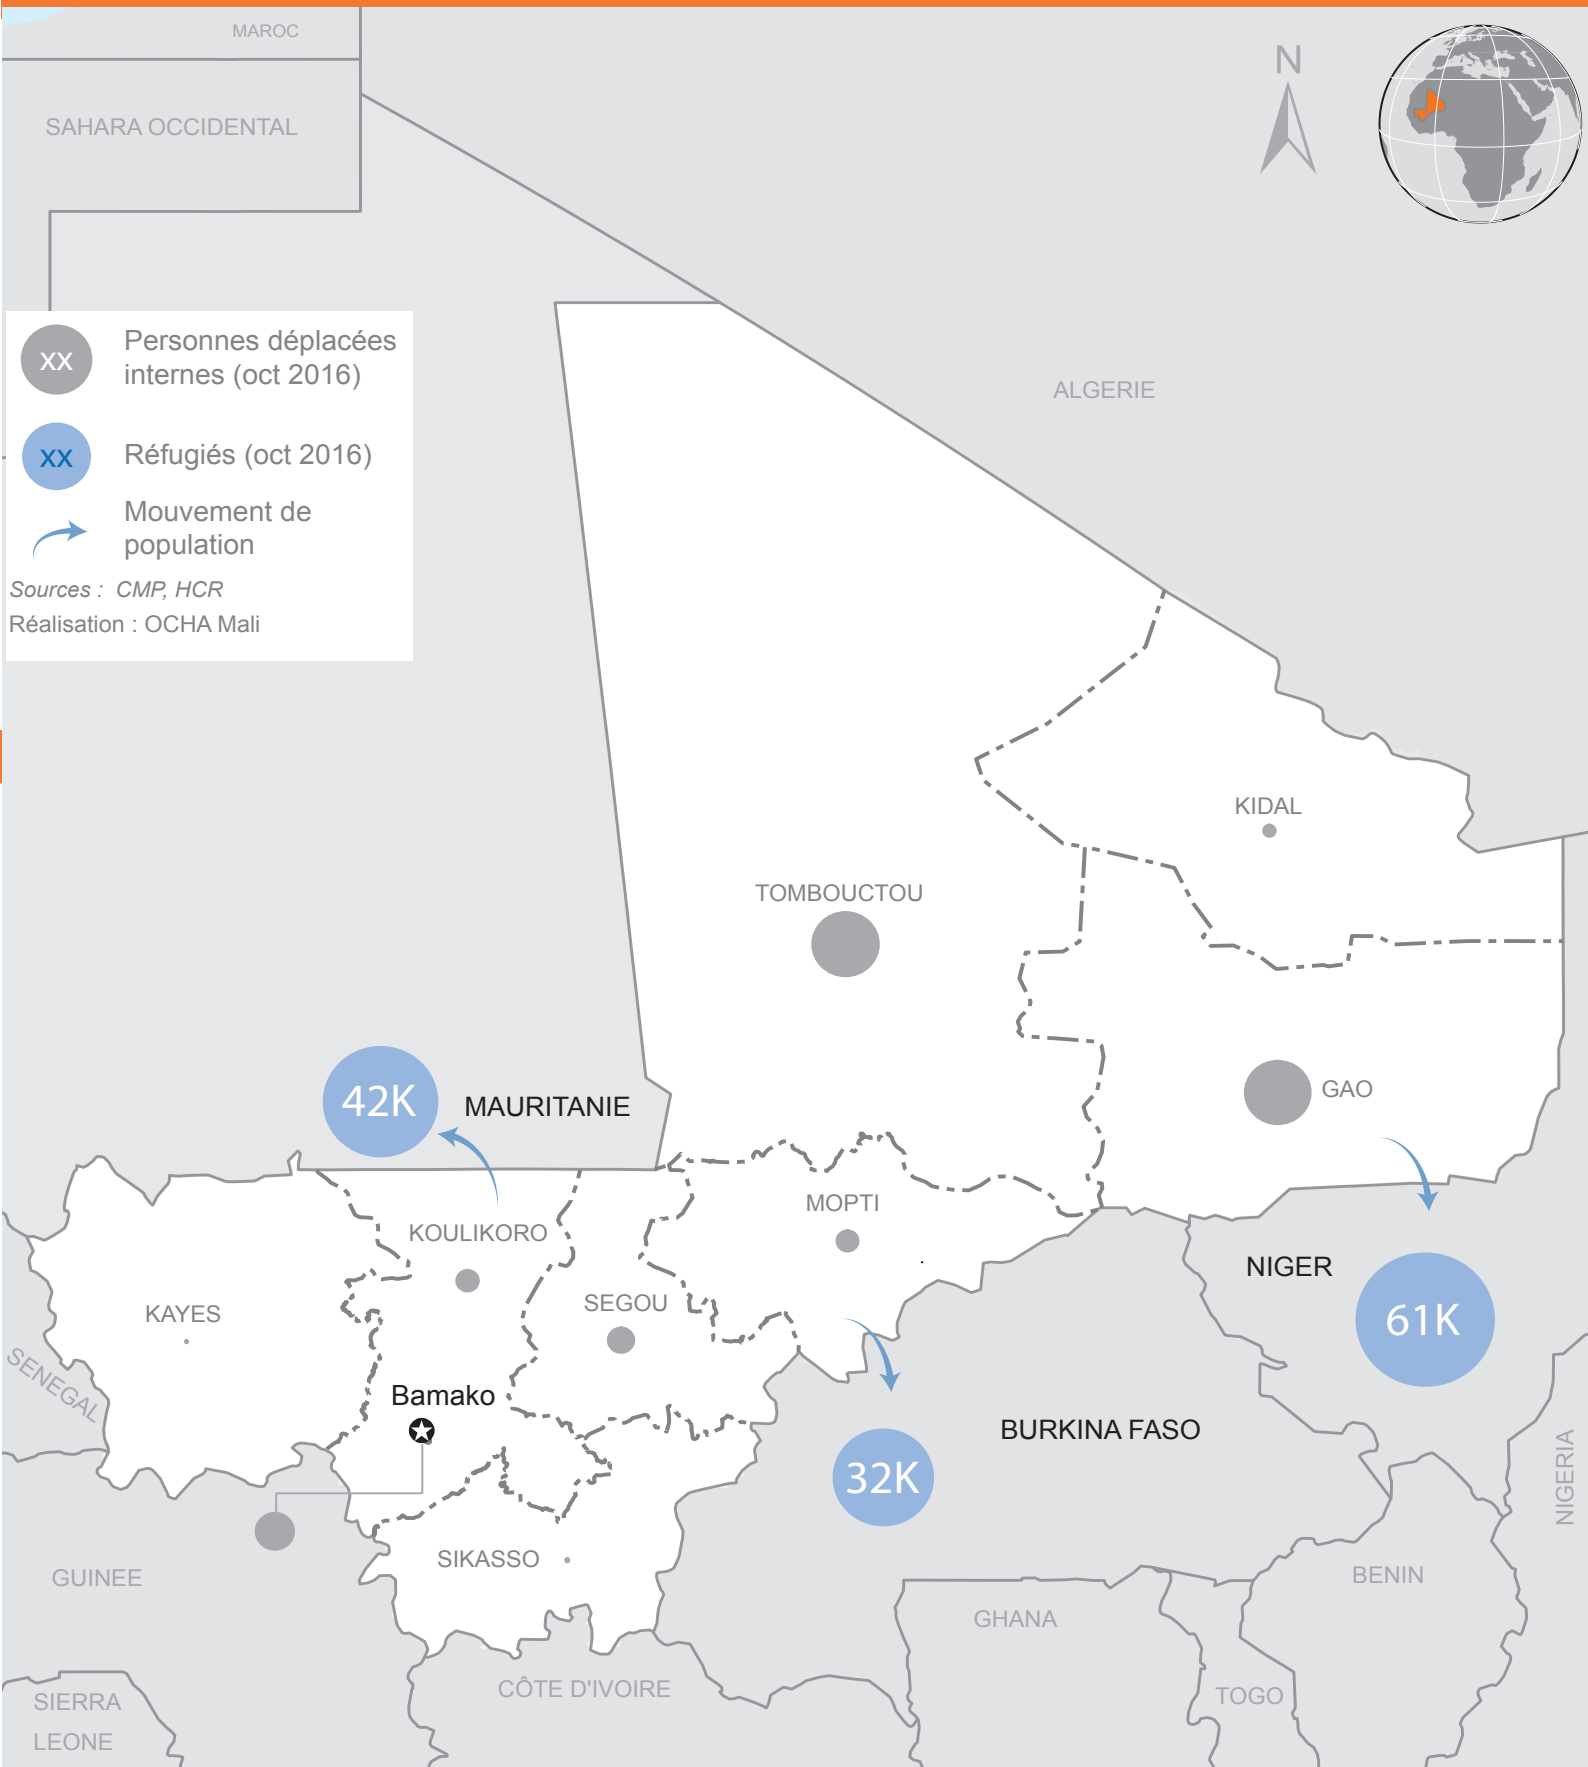 MAROC
N
SAHARA OCCIDENTAL
xx
Personnes déplacées
internes (oct 2016)
xx
Réfugiés (oct 2016)
Mouvement de
population
Sources : CMP, HCR
Réalisation : OCHA Mali
ALGERIE
KIDAL
TOMBOUCTOU
GAO
42K
MAURITANIE
MOPTI
KOULIKORO
NIGER
SEGOU
KAYES
61K
SENEGAL
Bamako
BURKINA FASO
32K
NIGERIA
SIKASSO
GUINEE
BENIN
GHANA
CÔTE D'IVOIRE
TOGO
SIERRA
LEONE